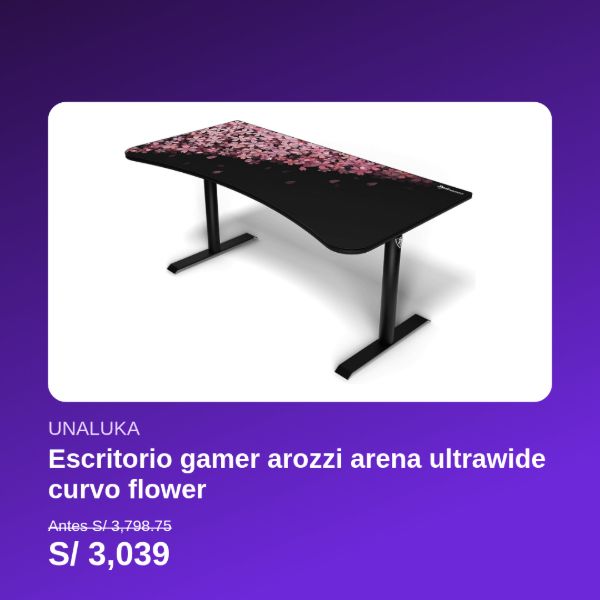 UNALUKA
Escritorio gamer arozzi arena ultrawide
curvo flower
Antes S/ 3,798.75
S/ 3,039